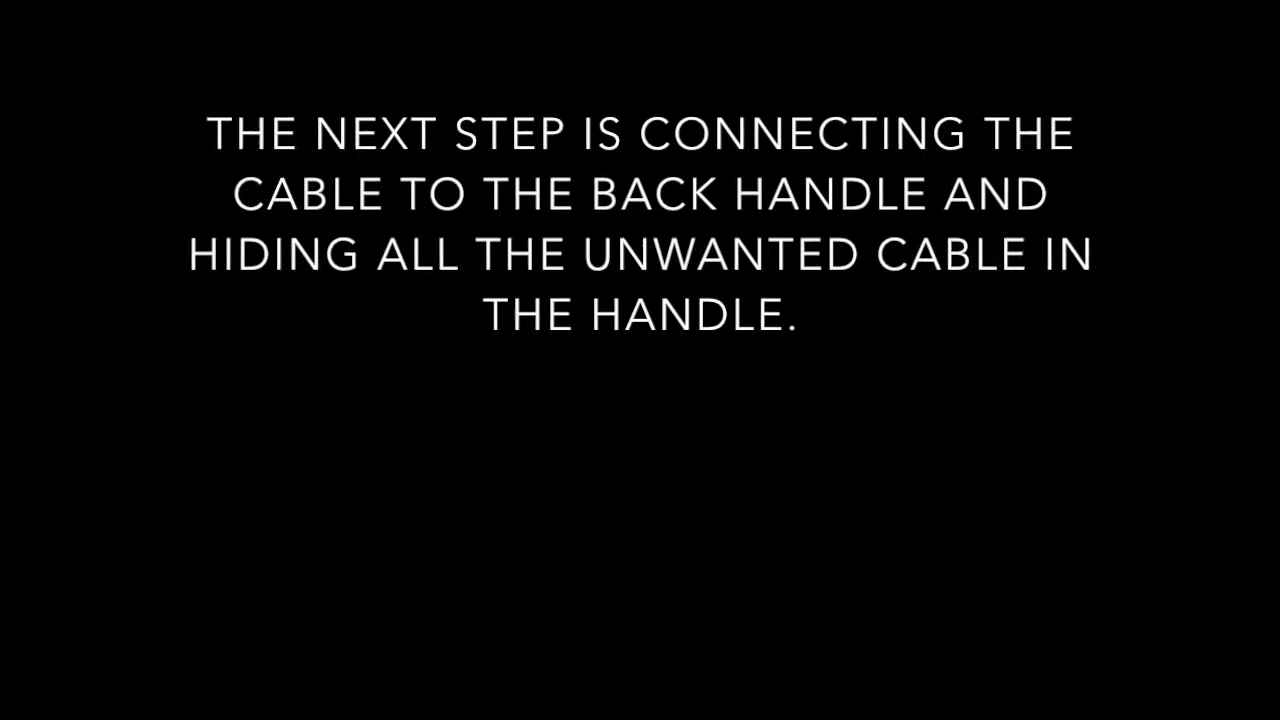 THE NEXT STEP IS CONNECTING THE
CABLE TO THE BACK HANDLE AND
HIDING ALL THE UNWANTED CABLE IN
THE HANDLE.